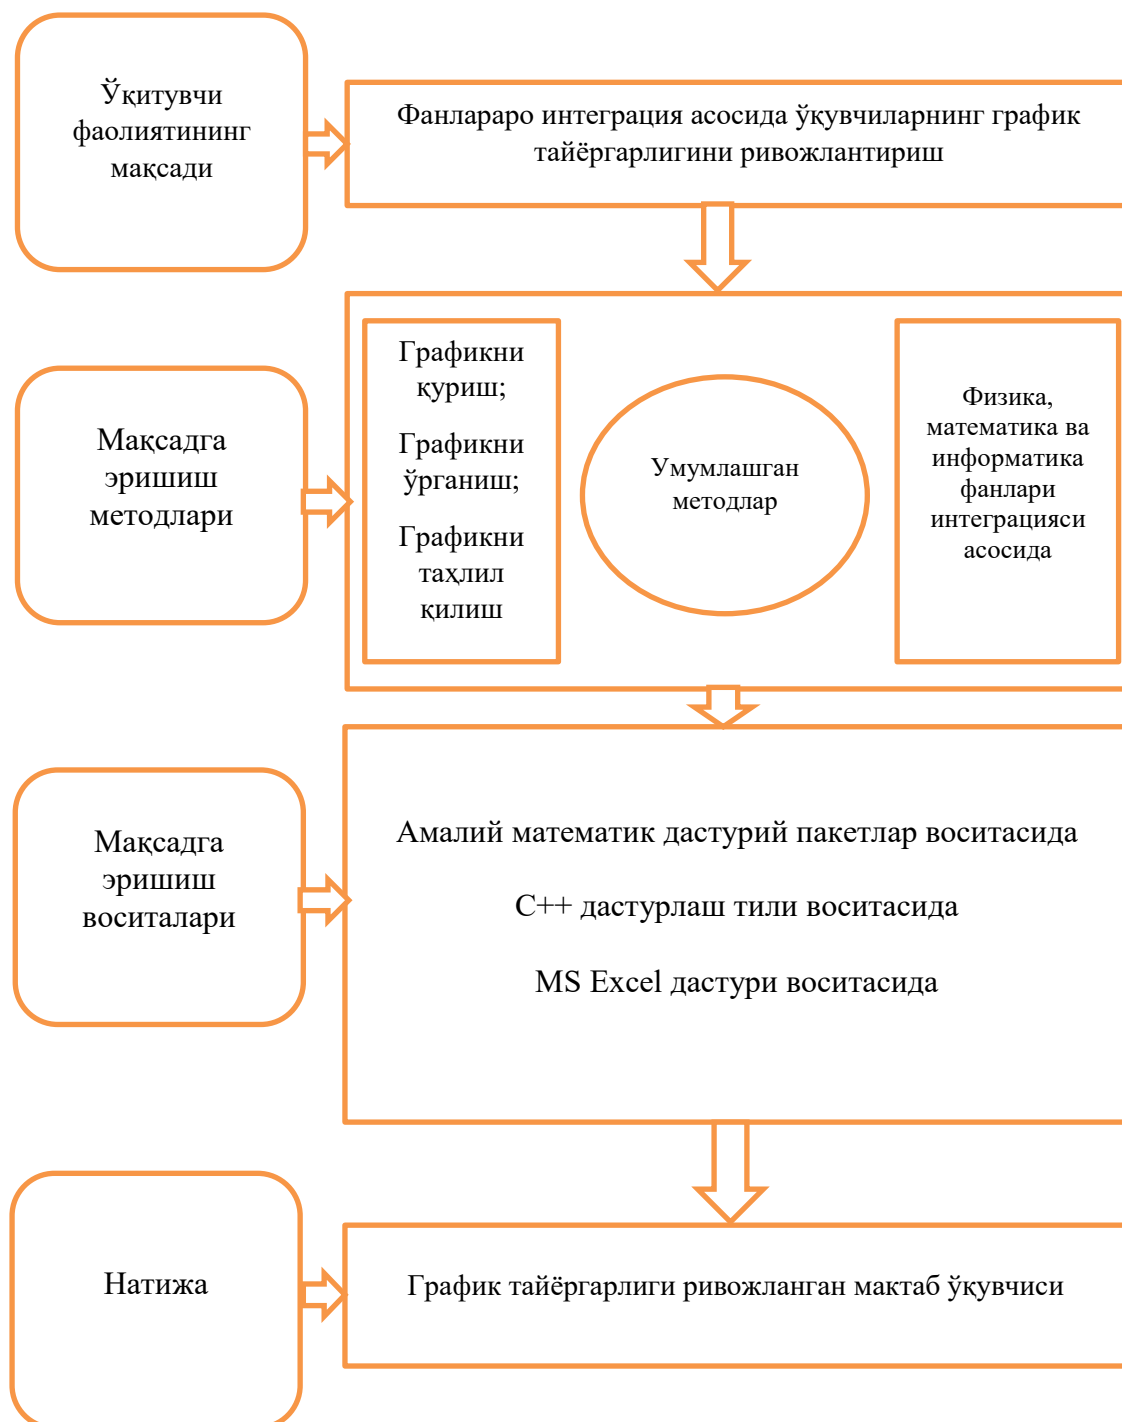 Ўқитувчи
фаолиятининг
мақсади
Фанлараро интеграция асосида ўқувчиларнинг график
тайёргарлигини ривожлантириш
Мақсадга
эришиш
методлари
Графикни
қуриш;
Графикни
ўрганиш;
Графикни
таҳлил
қилиш
Умумлашган
методлар
Физика,
математика ва
информатика
фанлари
интеграцияси
асосида
Мақсадга
эришиш
воситалари
Амалий математик дастурий пакетлар воситасида
C++ дастурлаш тили воситасида
MS Excel дастури воситасида
Натижа
График тайёргарлиги ривожланган мактаб ўқувчиси